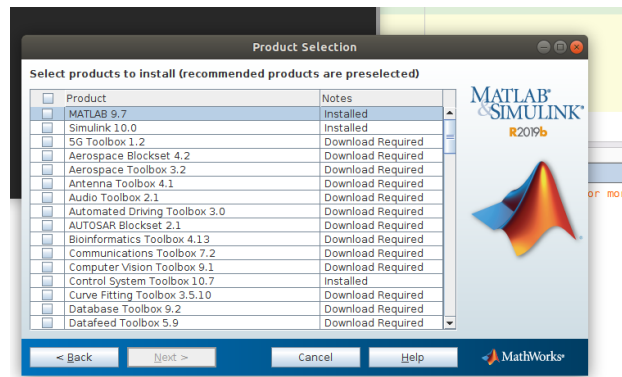 Product Selection
Select products to install (recommended products are preselected)
Product Notes
MATLAB 9.7 Installed
Simulink 10.0 Installed
5G Toolbox 1.2 Download Required
Aerospace Blockset 4.2 Download Required
Aerospace Toolbox 3.2 Download Required
Antenna Toolbox 4.1 Download Required
Audio Toolbox 2.1 Download Required
Automated Driving Toolbox 3.0 Download Required
AUTOSAR Blockset 2.1 Download Required
Bioinformatics Toolbox 4.13 Download Required
Communications Toolbox 7.2 Download Required
Computer Vision Toolbox 9.1 Download Required
Control System Toolbox 10.7 Installed
Curve Fitting Toolbox 3.5.10 Download Required
Database Toolbox 9.2 Download Required
Datafeed Toolbox 5.9 Download Required
MATLAB®
&SIMULINK®
R2019b
or mo
< Back Next > Cancel Help MathWorks®